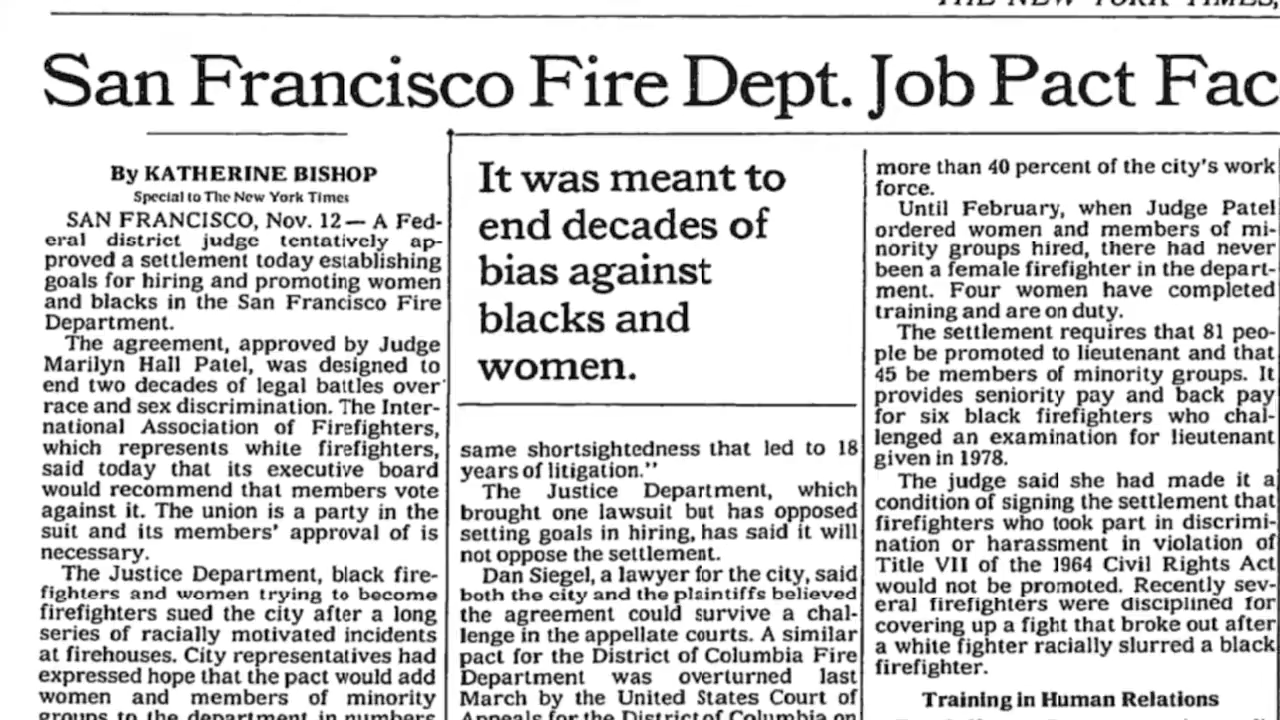 THE NEW YORK TIMES,
San Francisco Fire Dept. Job Pact Fac
By KATHERINE BISHOP
Special to The New York Times
SAN FRANCISCO, Nov. 12 — A Fed-
eral district judge tentatively ap-
proved a settlement today establishing
goals for hiring and promoting women
and blacks in the San Francisco Fire
Department.
The agreement, approved by Judge
Marilyn Hall Patel, was designed to
end two decades of legal battles over
race and sex discrimination. The Inter-
national Association of Firefighters,
which represents white firefighters,
said today that its executive board
would recommend that members vote
against it. The union is a party in the
suit and its members' approval of is
necessary.
The Justice Department, black fire-
fighters and women trying to become
firefighters sued the city after a long
series of racially motivated incidents
at firehouses. City representatives had
expressed hope that the pact would add
women and members of minority
groups to the department in numbers
It was meant to
end decades of
bias against
blacks and
women.
same shortsightedness that led to 18
years of litigation."
The Justice Department, which
brought one lawsuit but has opposed
setting goals in hiring, has said it will
not oppose the settlement.
Dan Siegel, a lawyer for the city, said
both the city and the plaintiffs believed
the agreement could survive a chal-
lenge in the appellate courts. A similar
pact for the District of Columbia Fire
Department was overturned last
March by the United States Court of
Appeals for the District of Columbia on
more than 40 percent of the city's work
force.
Until February, when Judge Patel
ordered women and members of mi-
nority groups hired, there had never
been a female firefighter in the depart-
ment. Four women have completed
training and are on duty.
The settlement requires that 81 peo-
ple be promoted to lieutenant and that
45 be members of minority groups. It
provides seniority pay and back pay
for six black firefighters who chal-
lenged an examination for lieutenant
given in 1978.
The judge said she had made it a
condition of signing the settlement that
firefighters who took part in discrimi-
nation or harassment in violation of
Title VII of the 1964 Civil Rights Act
would not be promoted. Recently sev-
eral firefighters were disciplined for
covering up a fight that broke out after
a white fighter racially slurred a black
firefighter.
Training in Human Relations